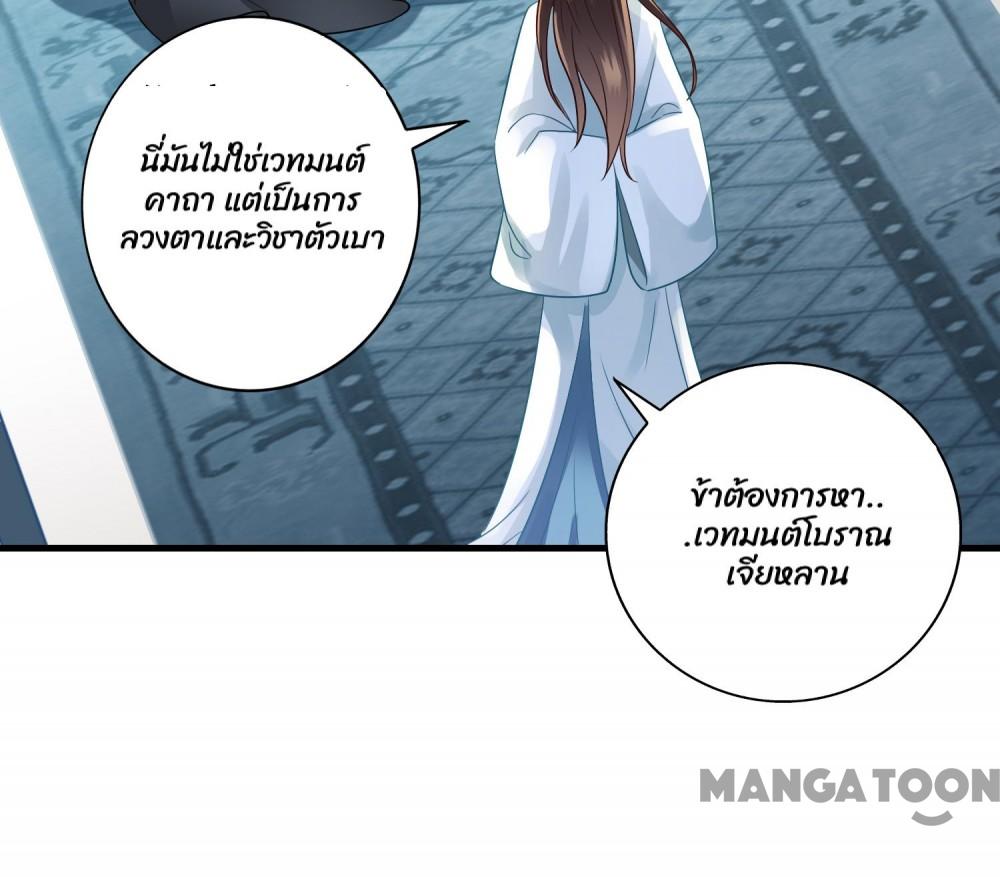 นี่มันไม่ใช่เวทมนต์
คาถา แต่เป็นการ
ลวงตาและวิชาตัวเบา
ข้าต้องการหา..
.เวทมนต์โบราณ
เจียหลาน
MANGATOON